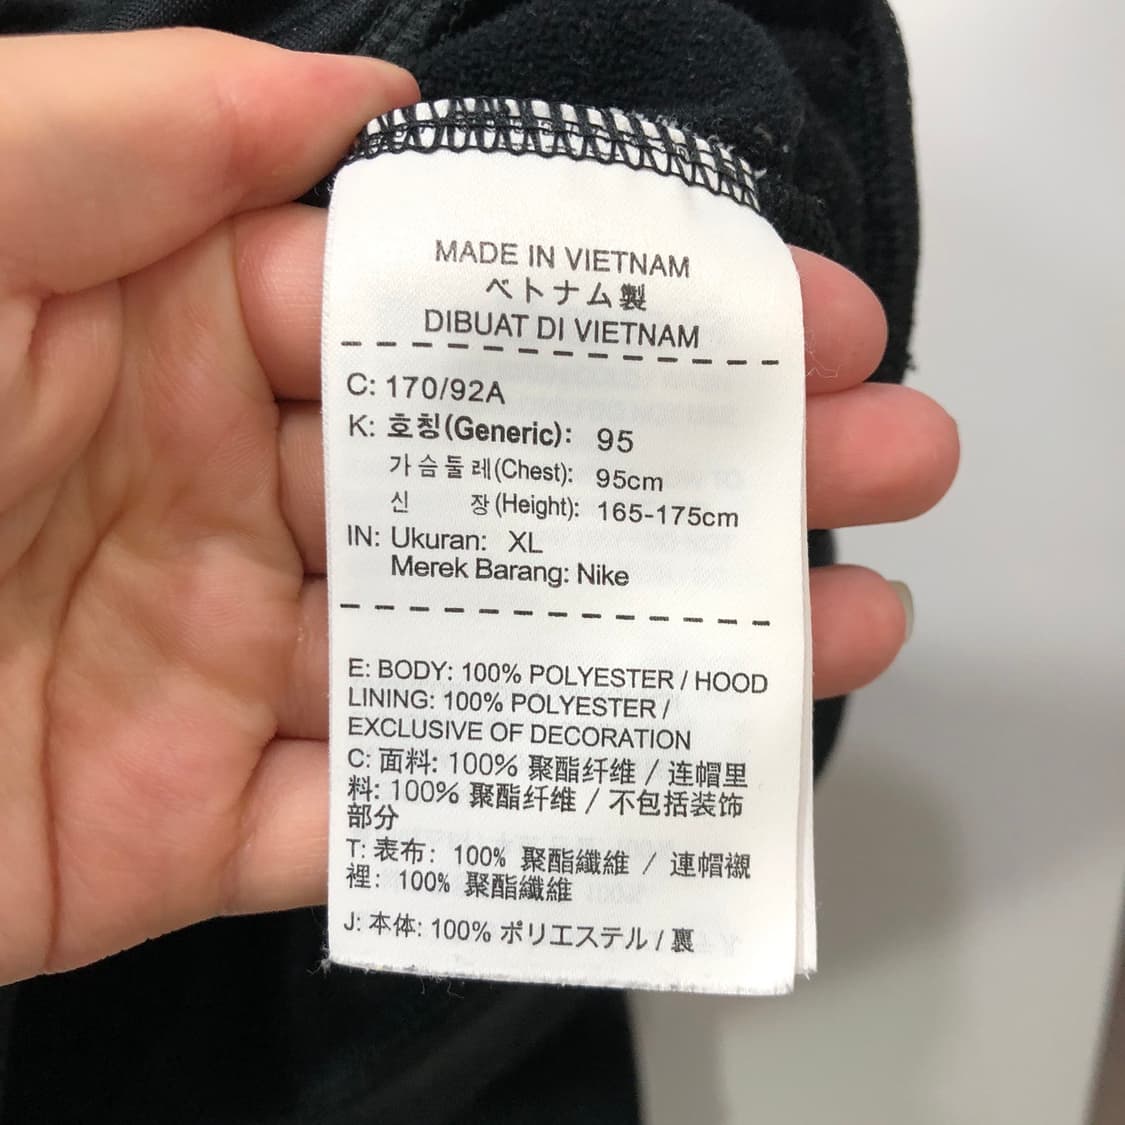 MADE IN VIETNAM
ベトナム製
DIBUAT DI VIETNAM
C: 170/92A
K: 호칭(Generic): 95
가슴둘레(Chest): 95cm
신 장(Height): 165-175cm
IN: Ukuran: XL
Merek Barang: Nike
E: BODY: 100% POLYESTER / HOOD
LINING: 100% POLYESTER /
EXCLUSIVE OF DECORATION
C: 面料: 100% 聚酯纤维 / 连帽里
料: 100% 聚酯纤维 / 不包括装饰
部分
T: 表布: 100% 聚酯纖維 / 連帽襯
裡: 100% 聚酯纖維
J: 本体: 100% ポリエステル / 裏